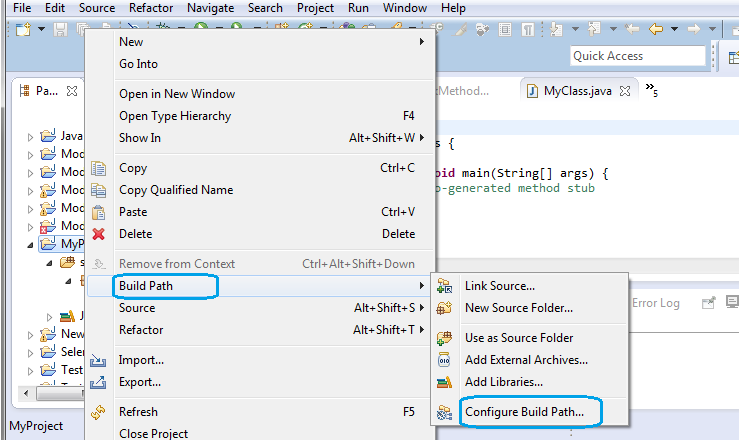 File Edit Source Refactor Navigate Search Project Run Window Help
Quick Access
Pa...
Method...
MyClass.java
5
New
Go Into
Open in New Window
Open Type Hierarchy F4
Show In Alt+Shift+W
Copy Ctrl+C
Copy Qualified Name
Paste Ctrl+V
Delete Delete
Remove from Context Ctrl+Alt+Shift+Down
Build Path
Source Alt+Shift+S
Refactor Alt+Shift+T
Import...
Export...
Refresh F5
Close Project
Java
Mod
Mod
Mod
Mod
Mod
MyP
s
J
New
Sele
Test
s {
oid main(String[] args) {
o-generated method stub
Link Source...
New Source Folder...
Use as Source Folder
Add External Archives...
Add Libraries...
Configure Build Path...
Error Log
MyProject